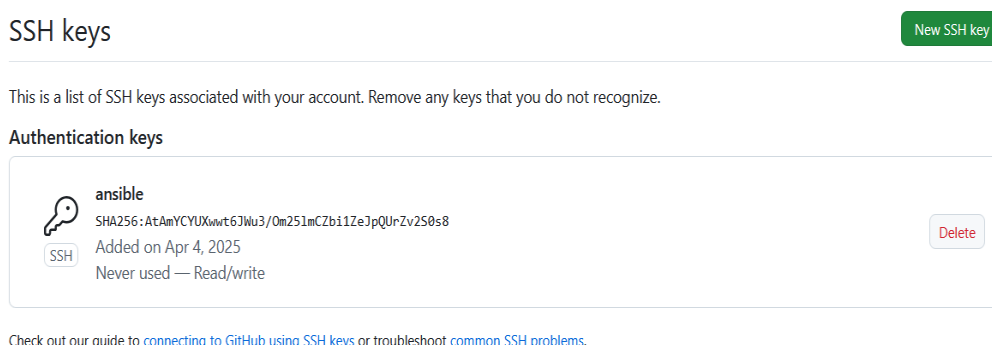 SSH keys
New SSH key
This is a list of SSH keys associated with your account. Remove any keys that you do not recognize.
Authentication keys
ansible
SHA256:AtAmYCYUXwwt6JWu3/Om25lmCZbi1ZeJpQUrZv2S0s8
Added on Apr 4, 2025
SSH
Never used — Read/write
Delete
Check out our guide to connecting to GitHub using SSH keys or troubleshoot common SSH problems.